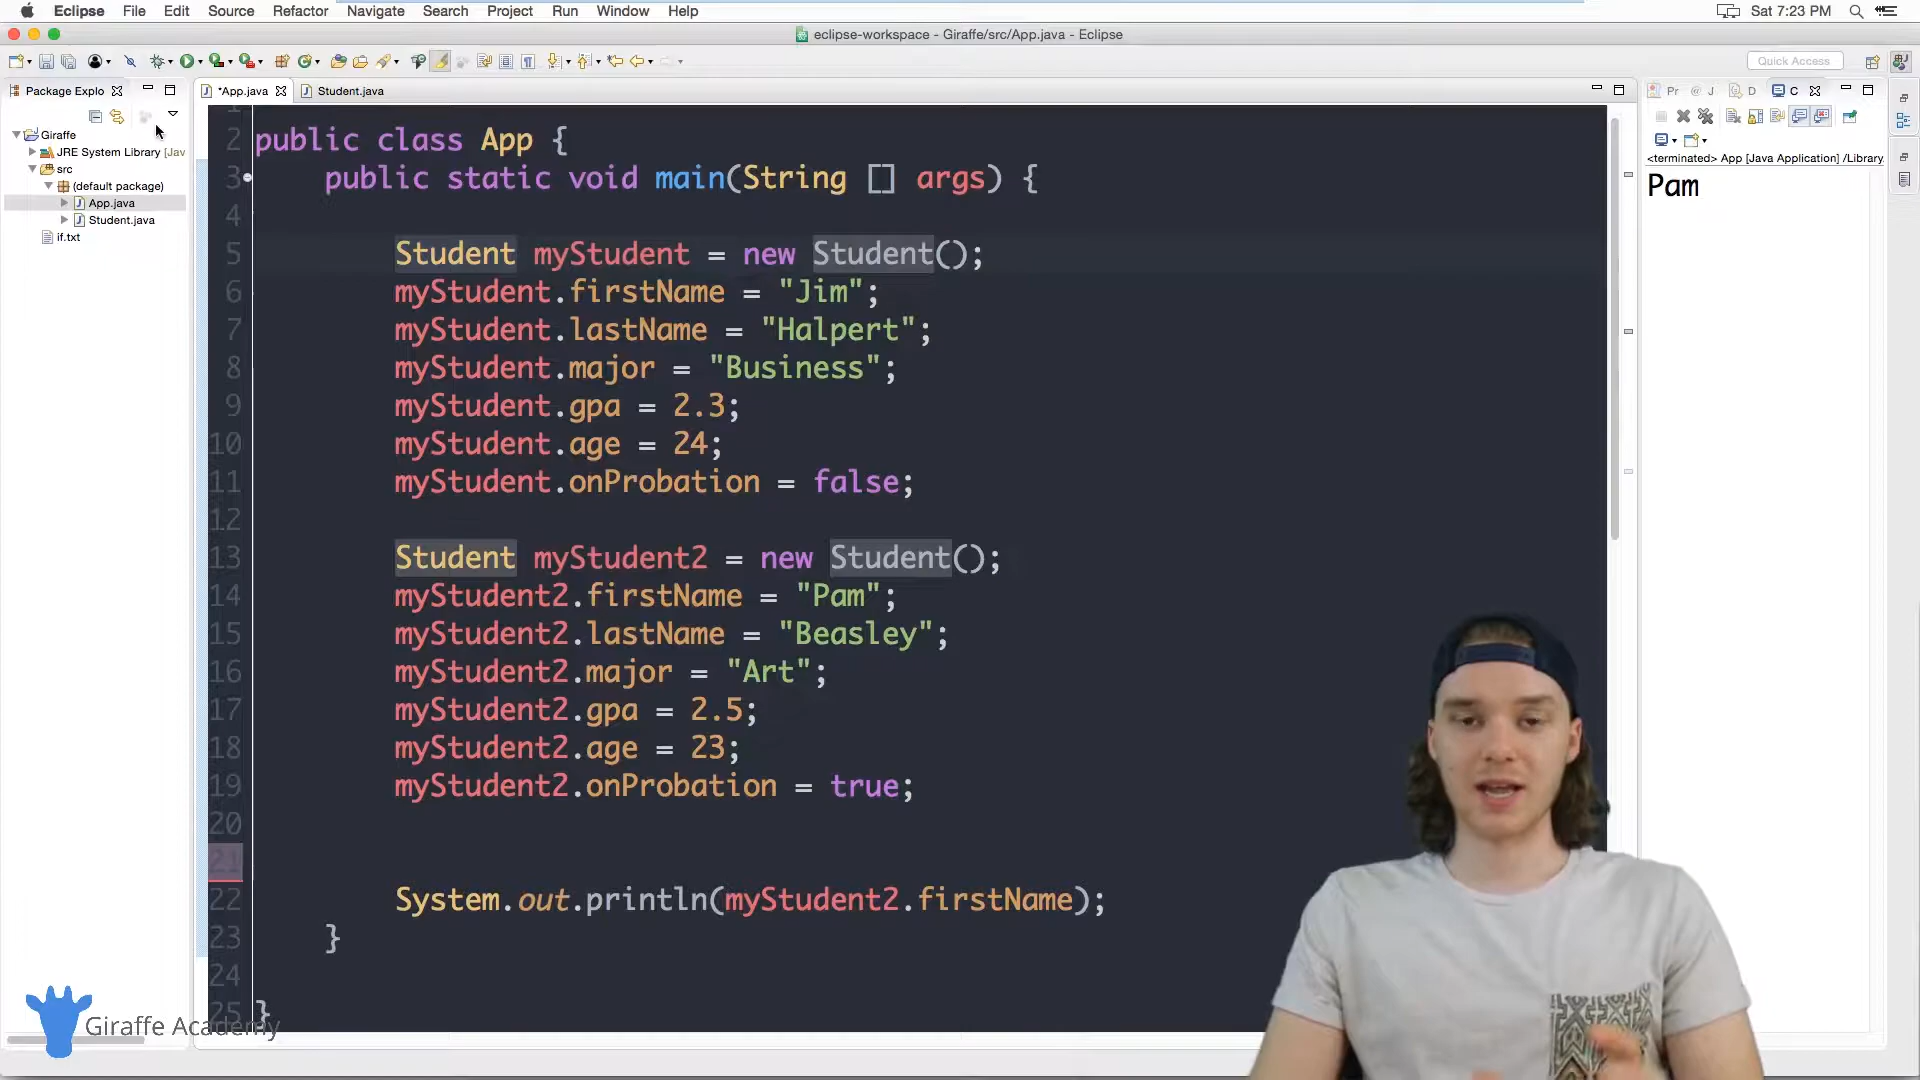 Eclipse File Edit Source Refactor Navigate Search Project Run Window Help Sat 7:23 PM
eclipse-workspace - Giraffe/src/App.java - Eclipse
Quick Access
Package Explo
*App.java Student.java
Pr @ J D C
Giraffe
JRE System Library [Jav
src
(default package)
App.java
Student.java
if.txt
1
2 public class App {
3 public static void main(String [] args) {
4
5 Student myStudent = new Student();
6 myStudent.firstName = "Jim";
7 myStudent.lastName = "Halpert";
8 myStudent.major = "Business";
9 myStudent.gpa = 2.3;
10 myStudent.age = 24;
11 myStudent.onProbation = false;
12
13 Student myStudent2 = new Student();
14 myStudent2.firstName = "Pam";
15 myStudent2.lastName = "Beasley";
16 myStudent2.major = "Art";
17 myStudent2.gpa = 2.5;
18 myStudent2.age = 23;
19 myStudent2.onProbation = true;
20
21
22 System.out.println(myStudent2.firstName);
23 }
24
25 }
<terminated> App [Java Application] /Library.
Pam
Giraffe Academy